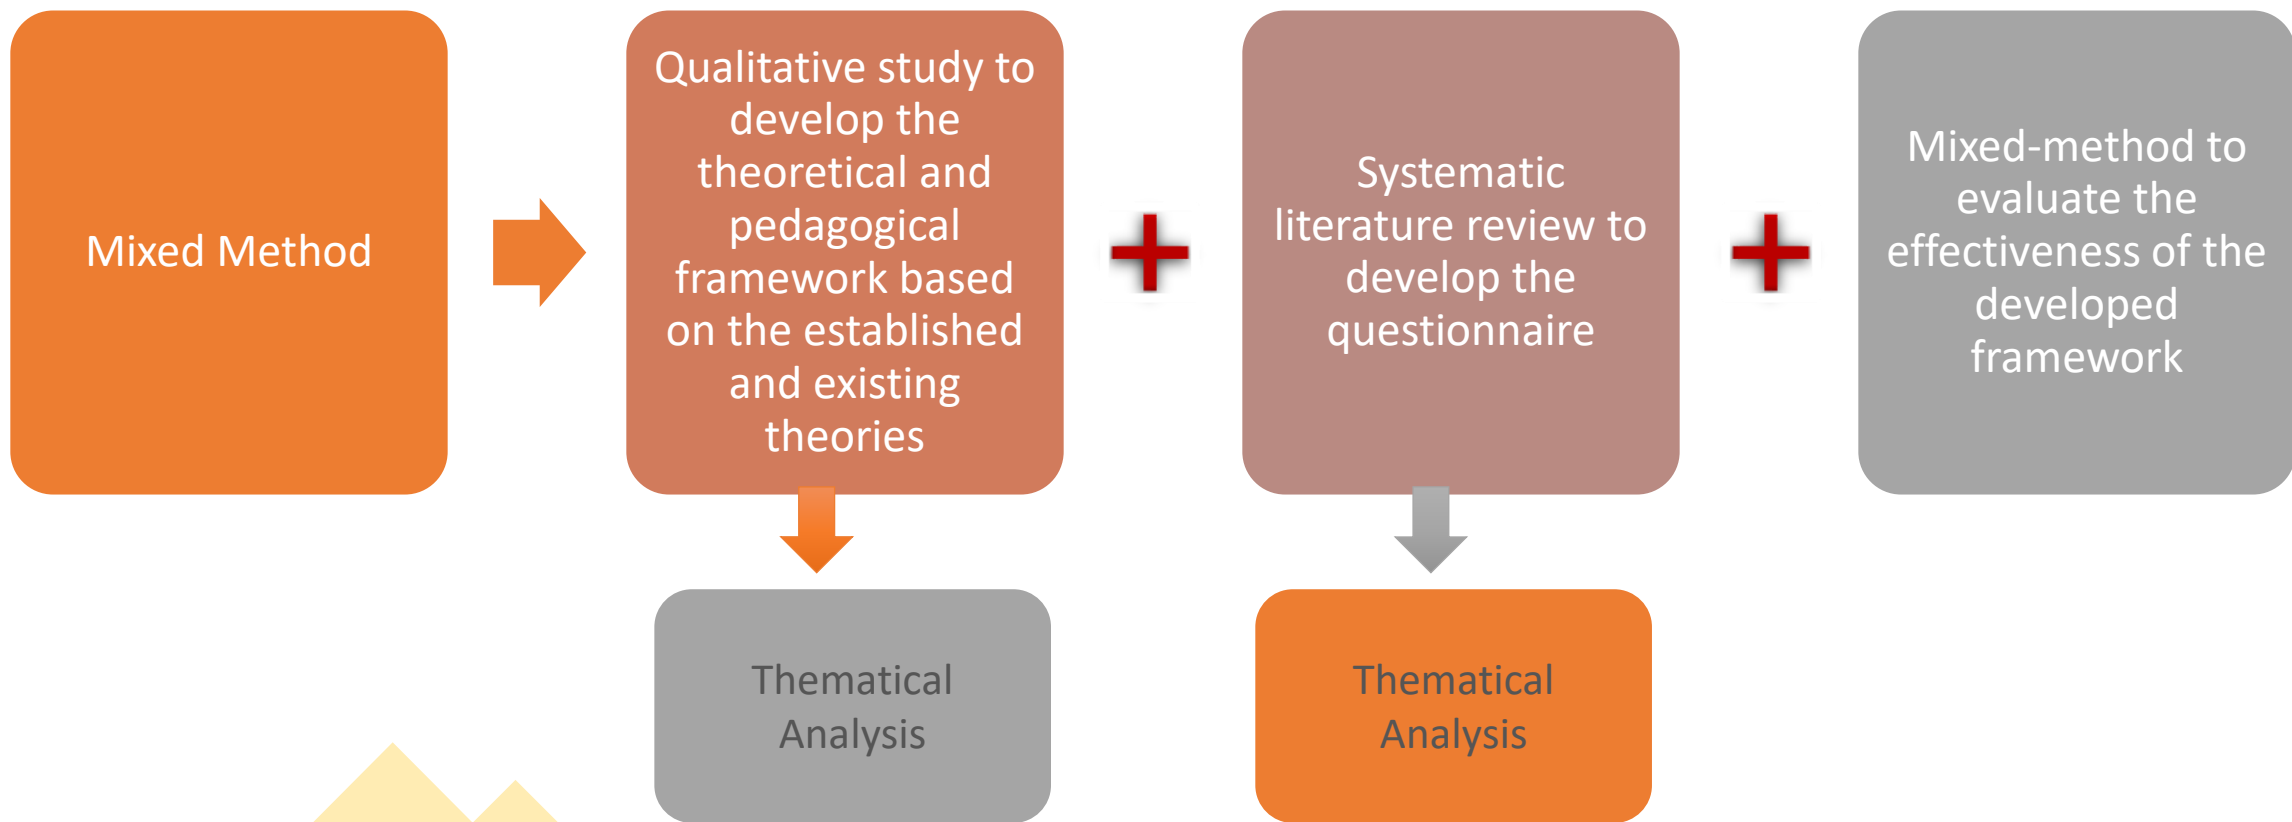 Mixed Method
Qualitative study to
develop the
theoretical and
pedagogical
framework based
on the established
and existing
theories
Systematic
literature review to
develop the
questionnaire
Mixed-method to
evaluate the
effectiveness of the
developed
framework
Thematical
Analysis
Thematical
Analysis